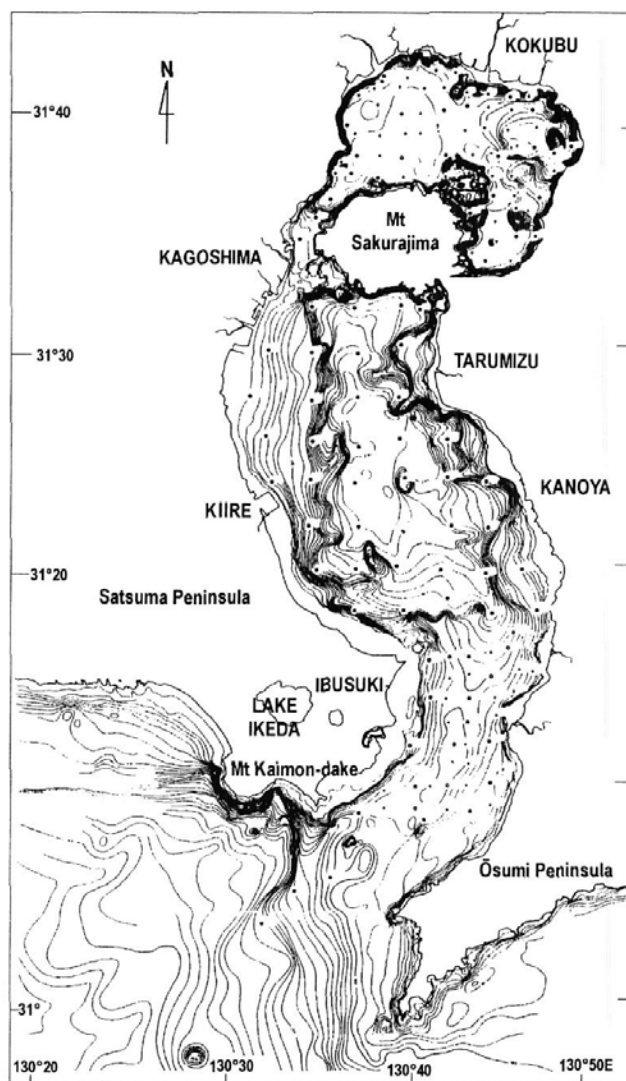 KOKUBU
N
31°40
Mt
Sakurajima
KAGOSHIMA
31°30
TARUMIZU
KANOYA
KIIRE
31°20
Satsuma Peninsula
IBUSUKI
LAKE
IKEDA
Mt Kaimon-dake
Ōsumi Peninsula
31°
130°20
130°30
130°40
130°50E